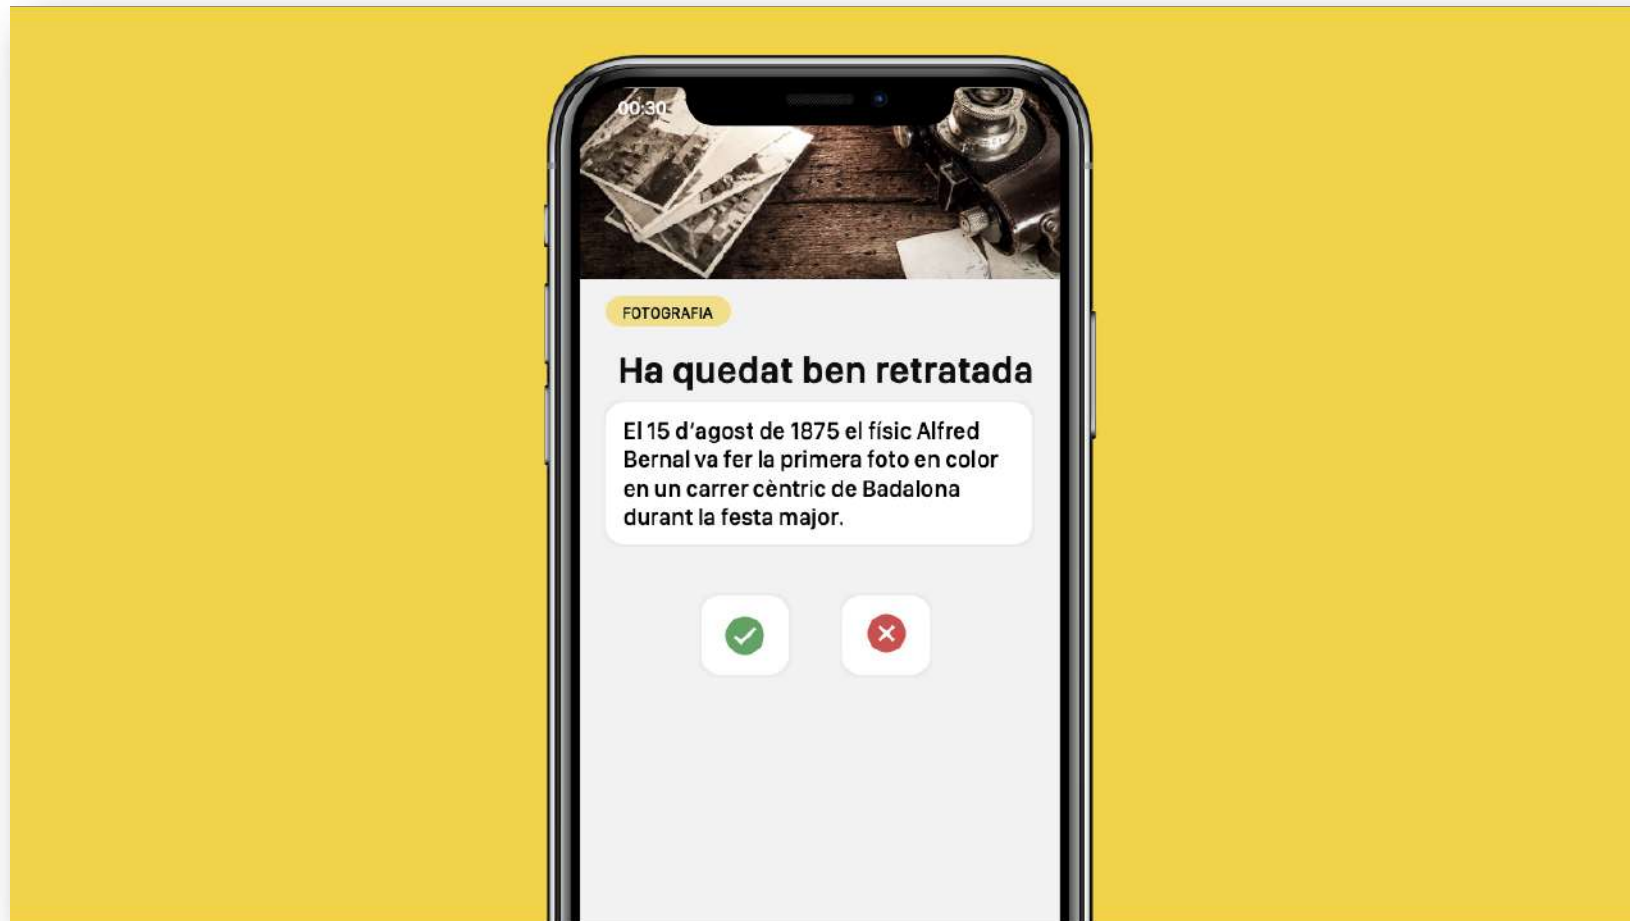 00:30
FOTOGRAFIA
Ha quedat ben retratada
El 15 d'agost de 1875 el físic Alfred
Bernal va fer la primera foto en color
en un carrer cèntric de Badalona
durant la festa major.